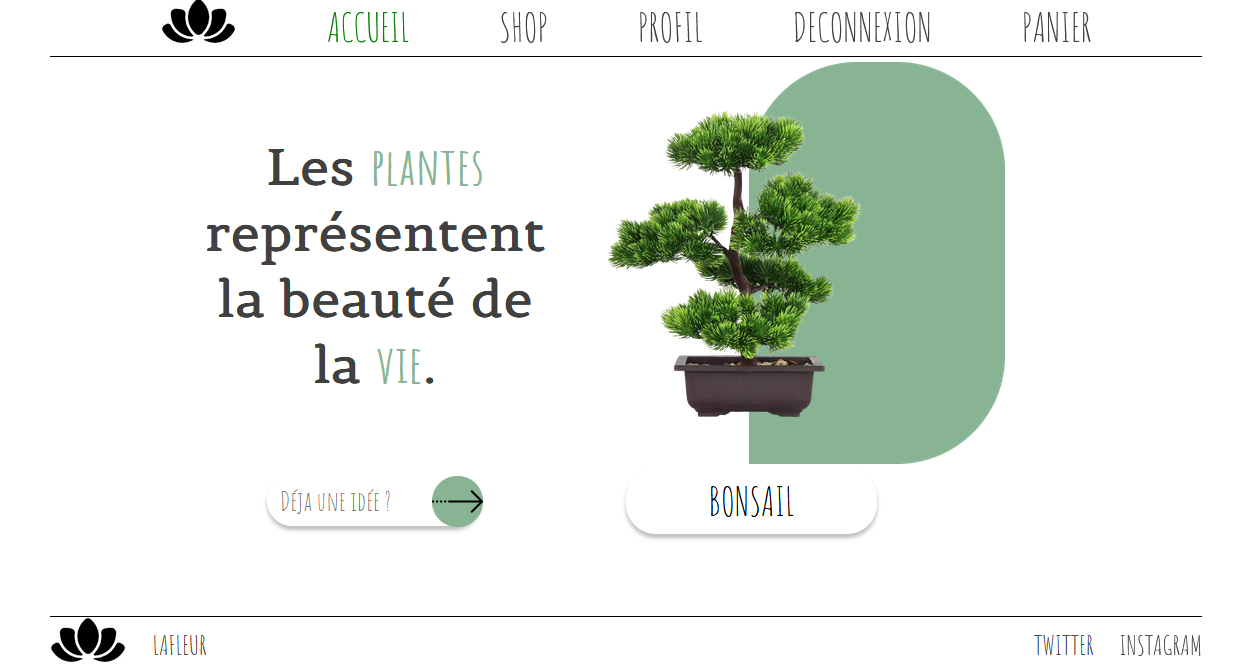 ACCUEIL SHOP PROFIL DECONNEXION PANIER
Les PLANTES
représentent
la beauté de
la VIE.
DÉJA UNE IDÉE ?
BONSAIL
LAFLEUR TWITTER INSTAGRAM